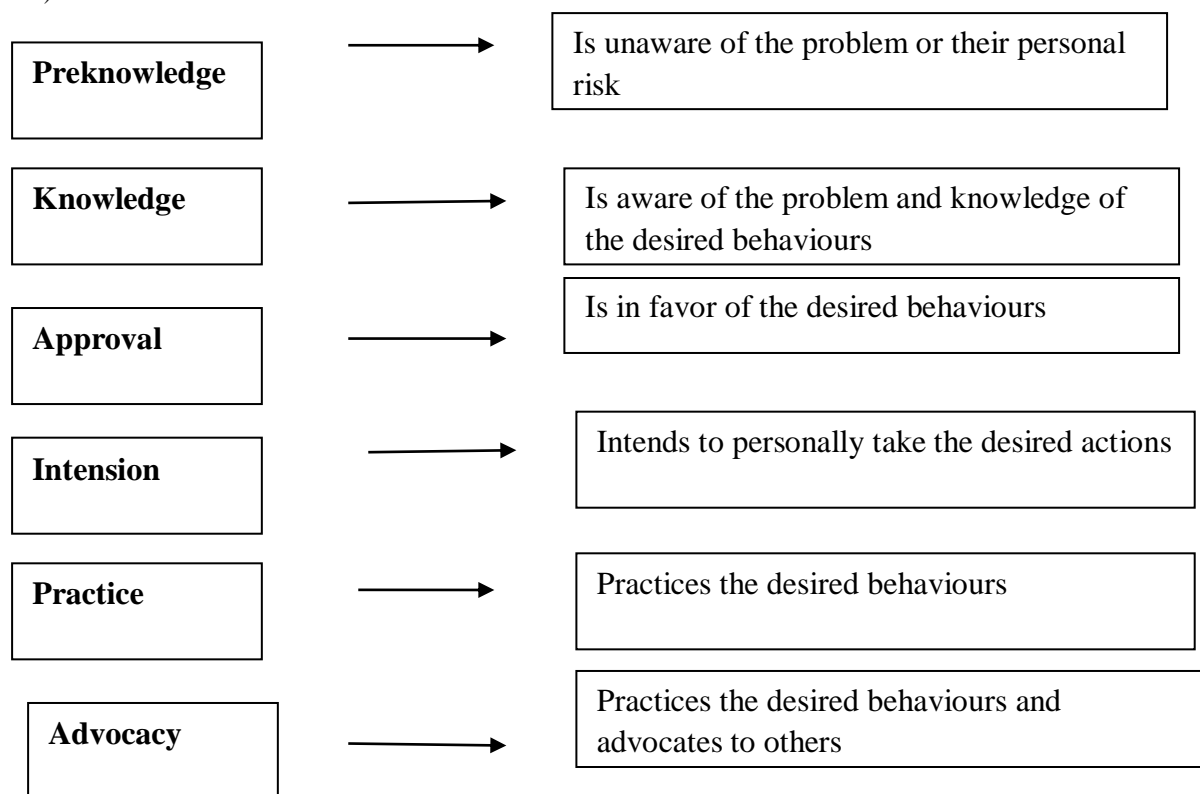 Preknowledge
Is unaware of the problem or their personal
risk
Knowledge
Is aware of the problem and knowledge of
the desired behaviours
Approval
Is in favor of the desired behaviours
Intension
Intends to personally take the desired actions
Practice
Practices the desired behaviours
Advocacy
Practices the desired behaviours and
advocates to others